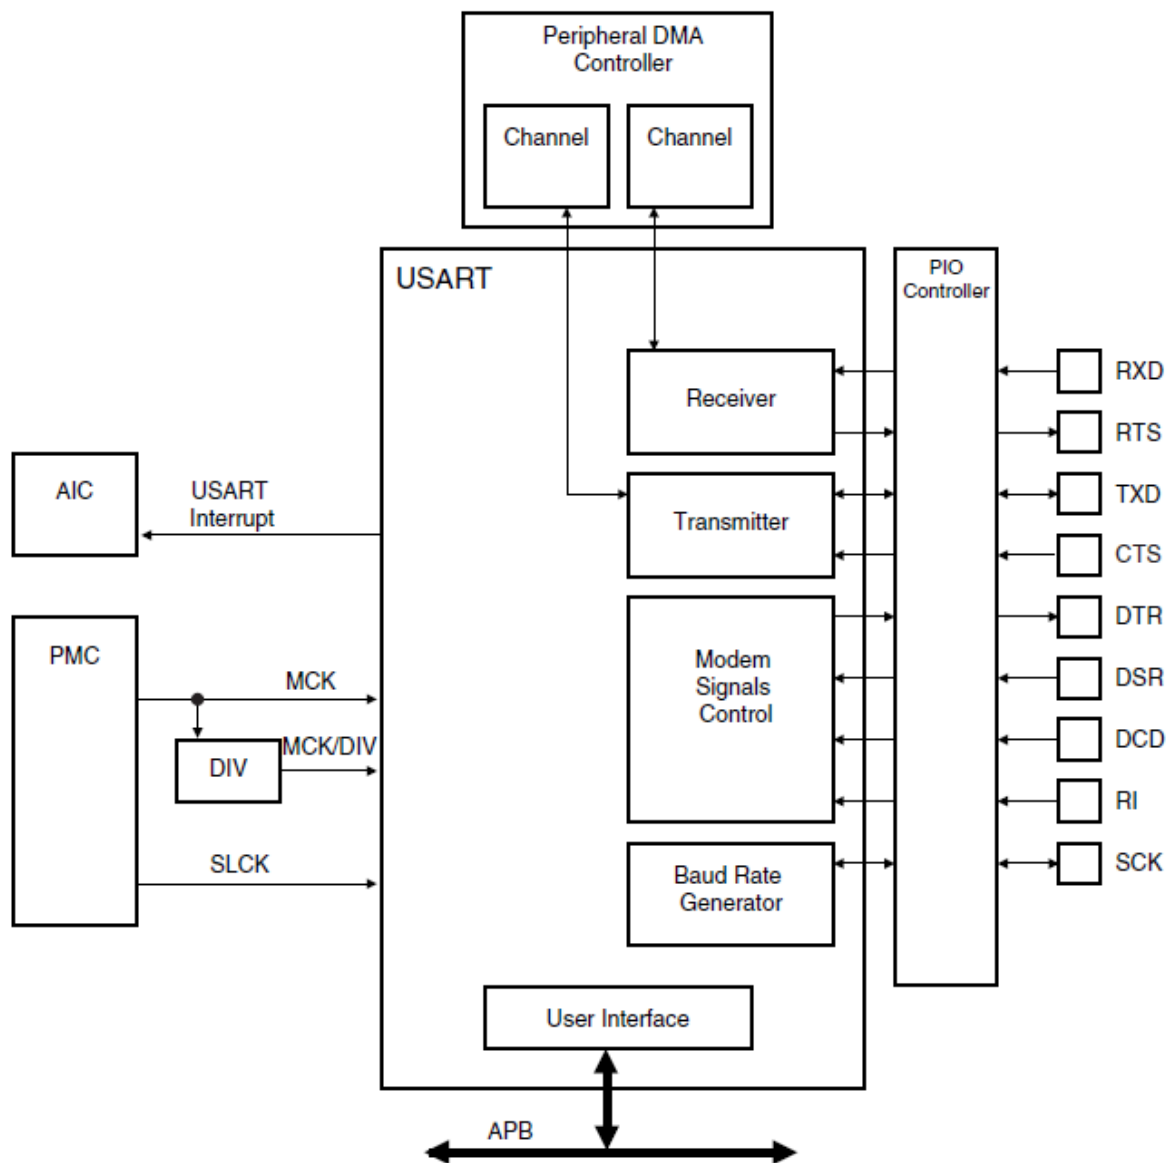 Peripheral DMA
Controller
Channel
Channel
USART
PIO
Controller
Receiver
RXD
RTS
AIC
USART
Interrupt
Transmitter
TXD
CTS
PMC
MCK
DIV
MCK/DIV
SLCK
Modem
Signals
Control
DTR
DSR
DCD
RI
Baud Rate
Generator
SCK
User Interface
APB